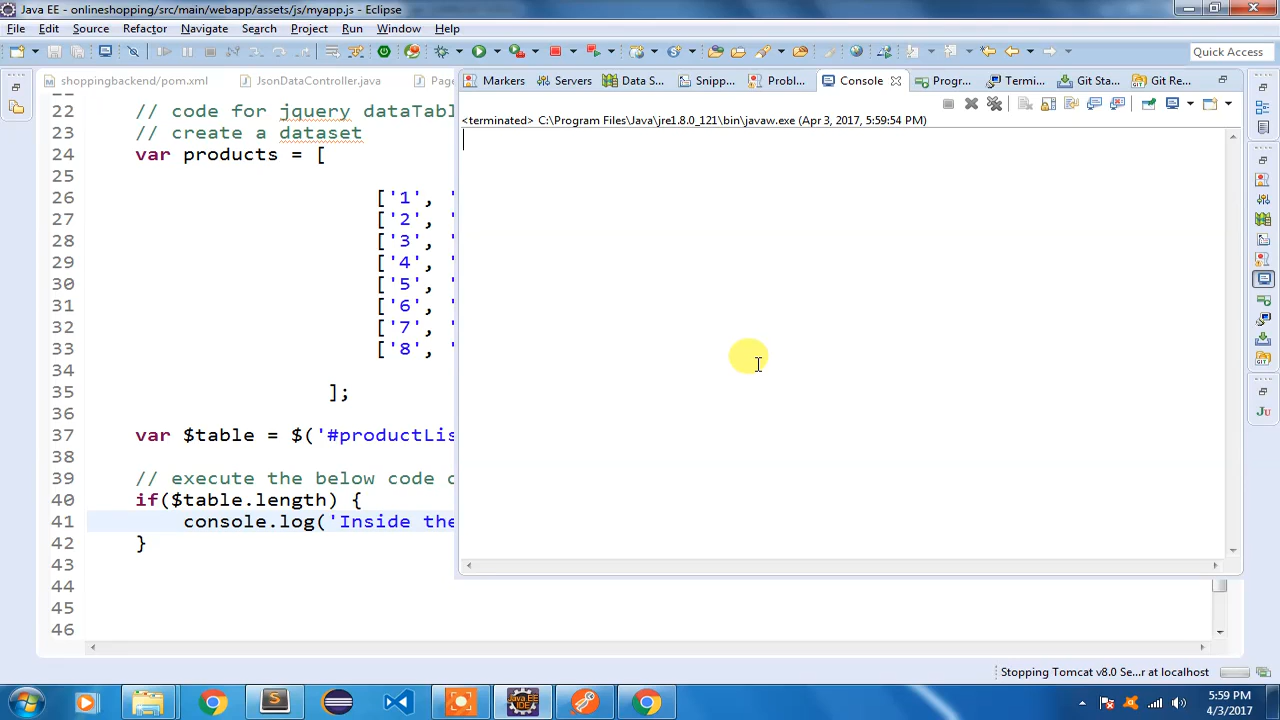 Java EE - onlineshopping/src/main/webapp/assets/js/myapp.js - Eclipse
File Edit Source Refactor Navigate Search Project Run Window Help
Quick Access
shoppingbackend/pom.xml JsonDataController.java Pag
Markers Servers Data S... Snipp... Probl... Console Progr... Termi... Git Sta... Git Re...
<terminated> C:\Program Files\Java\jre1.8.0_121\bin\javaw.exe (Apr 3, 2017, 5:59:54 PM)
22 // code for jquery dataTabl
23 // create a dataset
24 var products = [
26 ['1', '
27 ['2', '
28 ['3', '
29 ['4', '
30 ['5', '
31 ['6', '
32 ['7', '
33 ['8', '
34
35 ];
36
37 var $table = $('#productLis
38
39 // execute the below code
40 if($table.length) {
41 console.log('Inside the
42 }
43
44
45
46
Stopping Tomcat v8.0 Se...r at localhost
Java EE
IDE
5:59 PM
4/3/2017